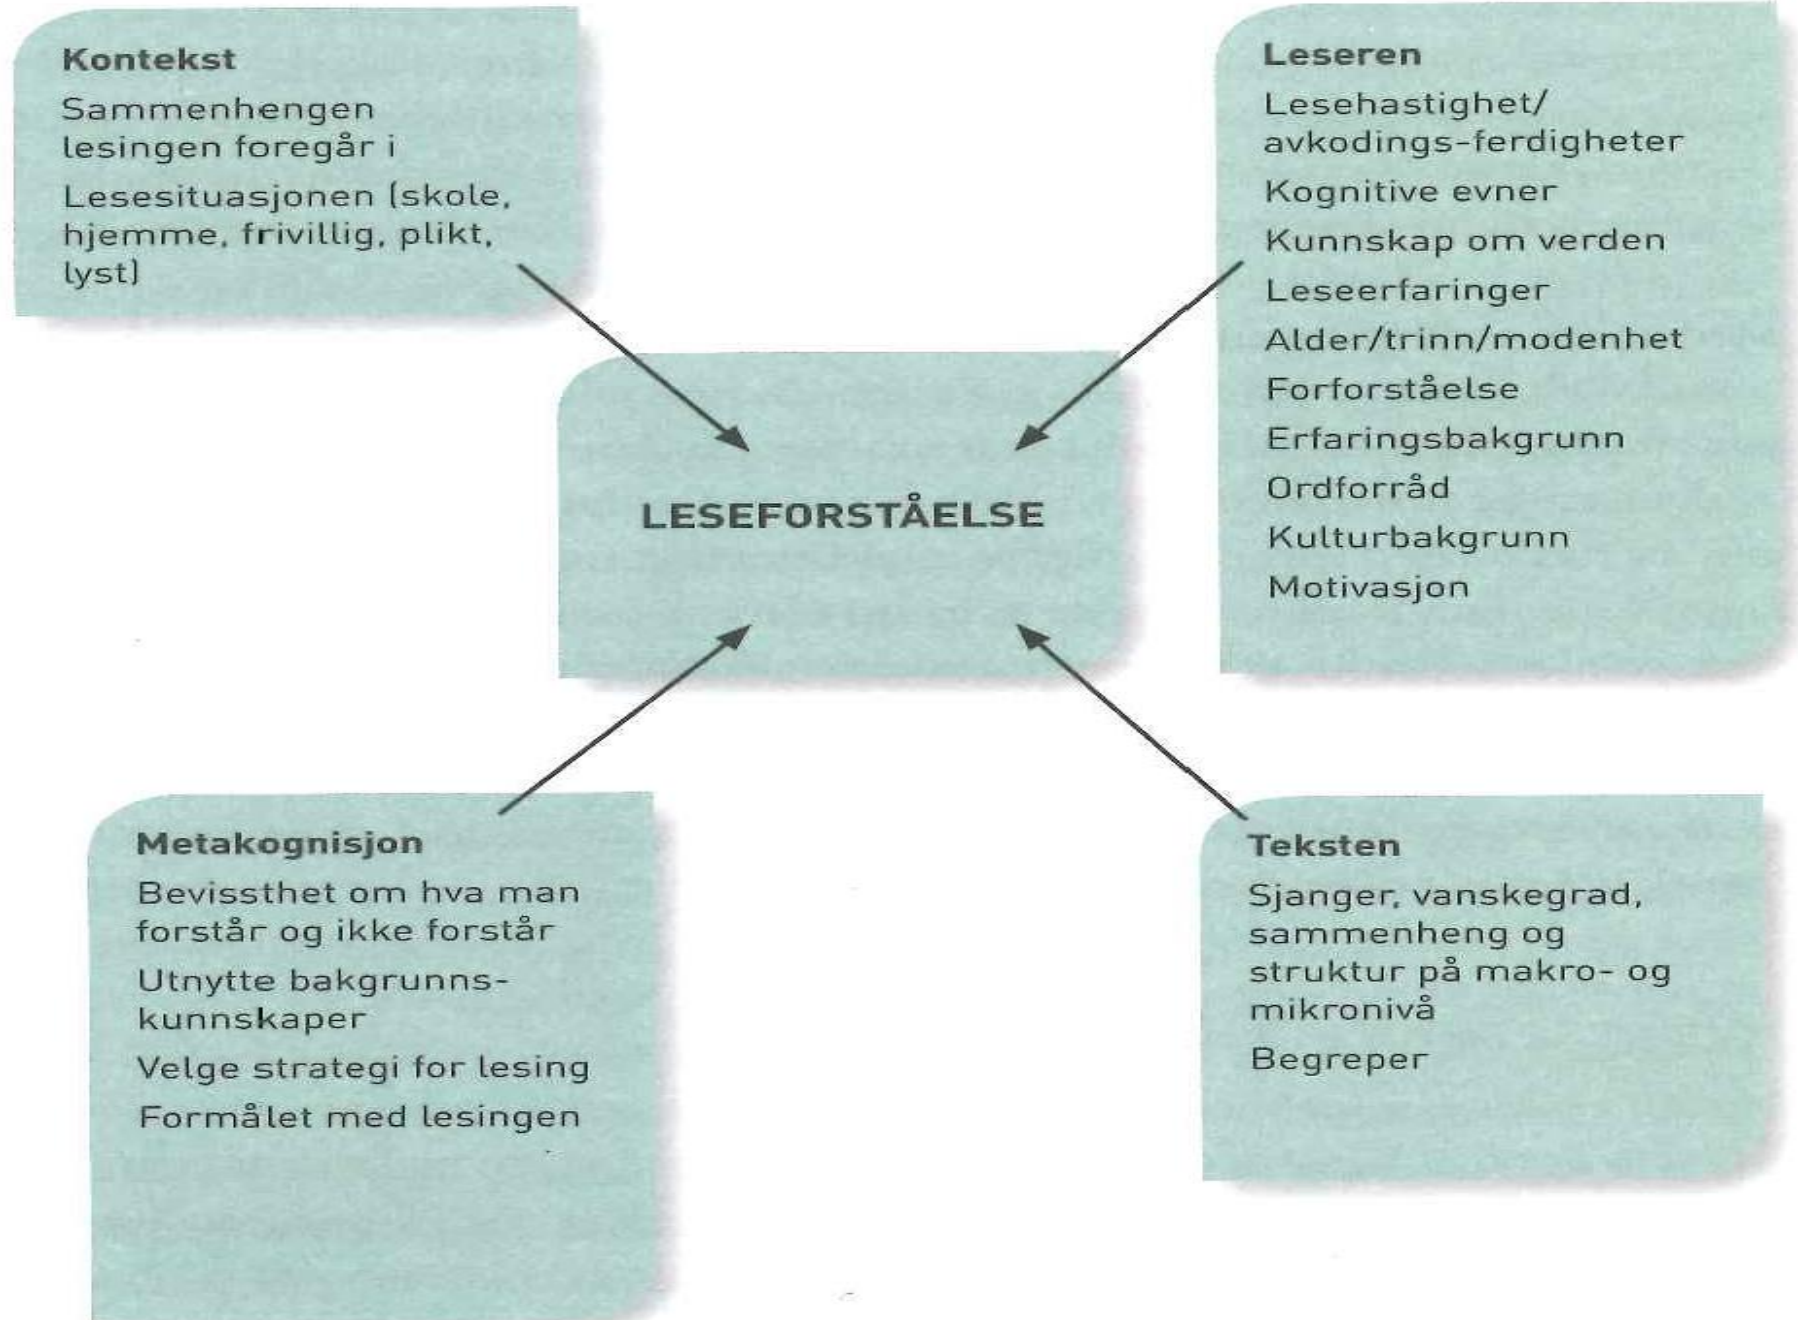 Kontekst
Sammenhengen
lesingen foregår i
Lesesituasjonen (skole,
hjemme, frivillig, plikt,
lyst)
Leseren
Lesehastighet/
avkodings-ferdigheter
Kognitive evner
Kunnskap om verden
Leseerfaringer
Alder/trinn/modenhet
Forforståelse
Erfaringsbakgrunn
Ordforråd
Kulturbakgrunn
Motivasjon
LESEFORSTÅELSE
Metakognisjon
Bevissthet om hva man
forstår og ikke forstår
Utnytte bakgrunns-
kunnskaper
Velge strategi for lesing
Formålet med lesingen
Teksten
Sjanger, vanskegrad,
sammenheng og
struktur på makro- og
mikronivå
Begreper